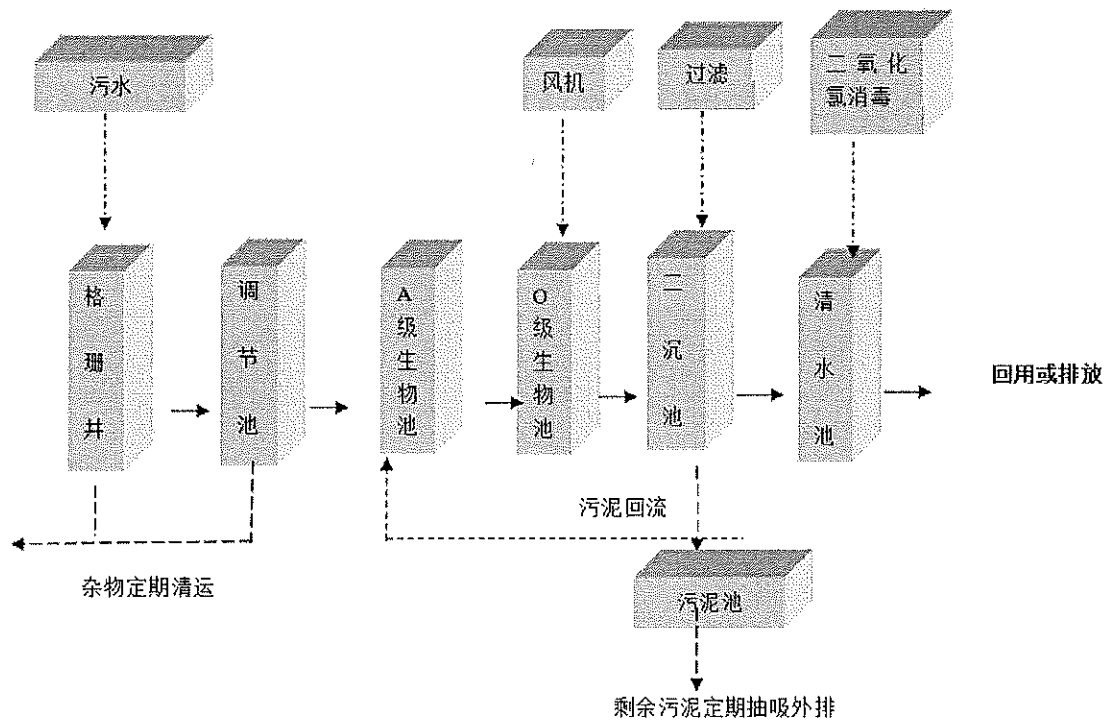 污水
风机
过滤
二氧化
氯消毒
格珊井
调节池
A级生物池
O级生物池
二沉池
清水池
回用或排放
污泥回流
杂物定期清运
污泥池
剩余污泥定期抽吸外排